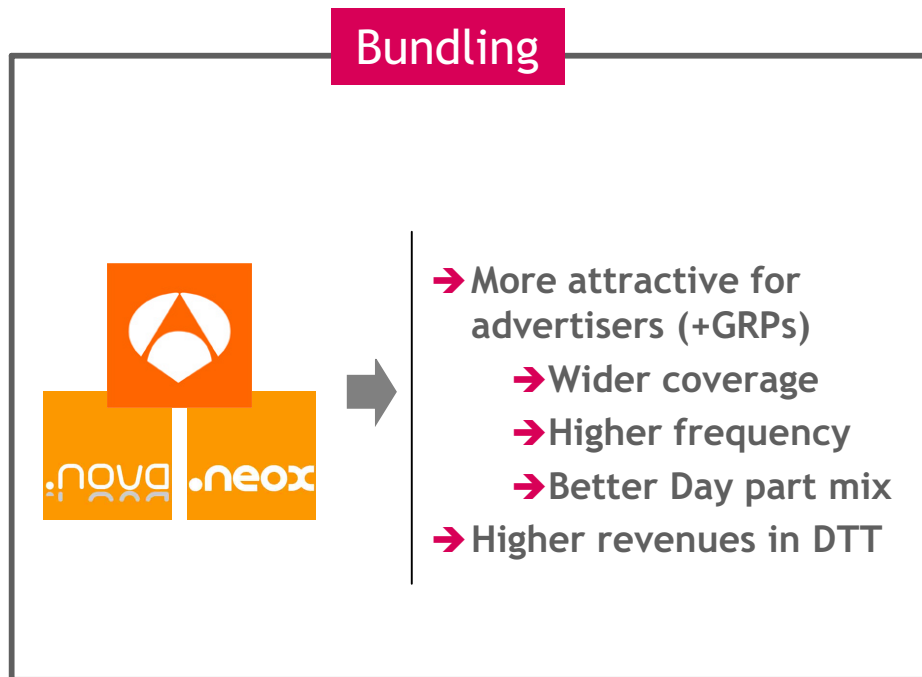 Bundling
.nova
.neox
More attractive for
advertisers (+GRPs)
Wider coverage
Higher frequency
Better Day part mix
Higher revenues in DTT